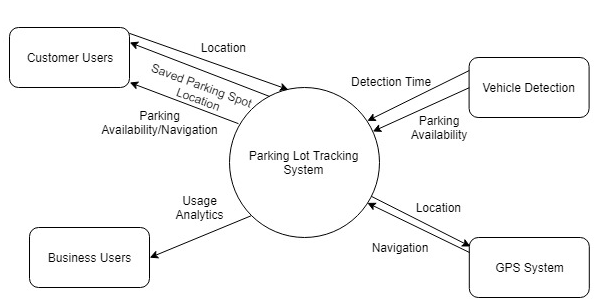 Customer Users
Location
Saved Parking Spot
Location
Parking
Availability/Navigation
Detection Time
Vehicle Detection
Parking
Availability
Parking Lot Tracking
System
Usage
Analytics
Business Users
Location
Navigation
GPS System